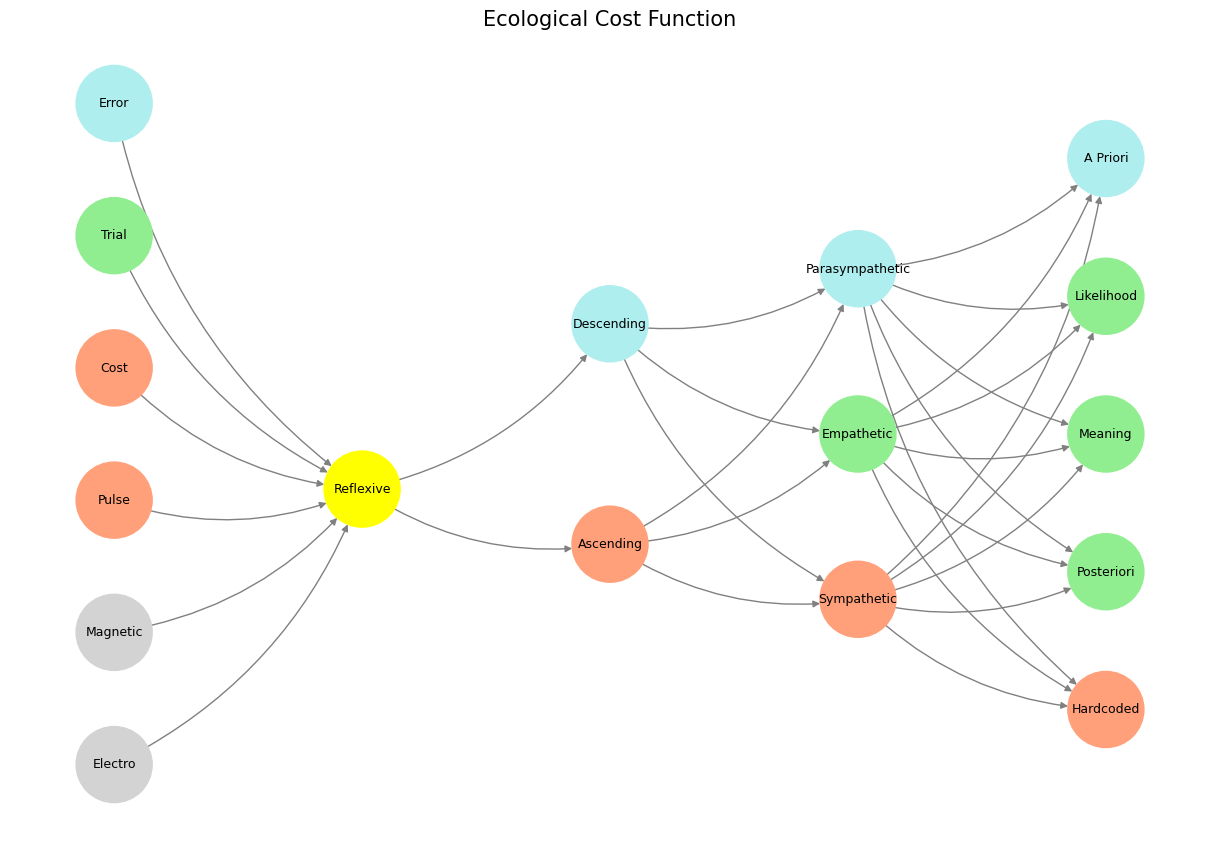 Ecological Cost Function
Error
Trial
Cost
Pulse
Magnetic
Electro
Reflexive
Descending
Ascending
Parasympathetic
Empathetic
Sympathetic
A Priori
Likelihood
Meaning
Posteriori
Hardcoded